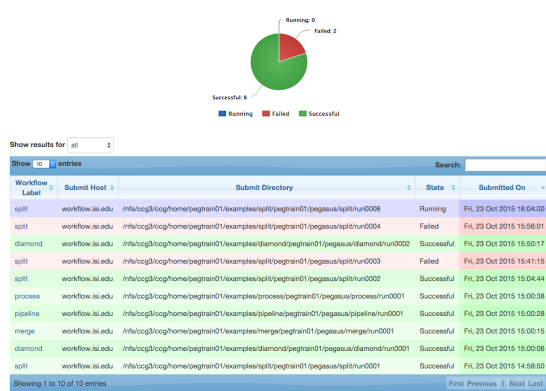 Running: 0
Failed: 2
Successful: 8
Running Failed Successful
Show results for all
Show 10 entries Search:
Workflow Label Submit Host Submit Directory State Submitted On
split workflow.isi.edu /nfs/ccg3/ccg/home/pegtrain01/examples/split/pegtrain01/pegasus/split/run0006 Running Fri, 23 Oct 2015 16:04:00
split workflow.isi.edu /nfs/ccg3/ccg/home/pegtrain01/examples/split/pegtrain01/pegasus/split/run0004 Failed Fri, 23 Oct 2015 15:56:01
diamond workflow.isi.edu /nfs/ccg3/ccg/home/pegtrain01/examples/diamond/pegtrain01/pegasus/diamond/run0002 Successful Fri, 23 Oct 2015 15:50:17
split workflow.isi.edu /nfs/ccg3/ccg/home/pegtrain01/examples/split/pegtrain01/pegasus/split/run0003 Failed Fri, 23 Oct 2015 15:41:15
split workflow.isi.edu /nfs/ccg3/ccg/home/pegtrain01/examples/split/pegtrain01/pegasus/split/run0002 Successful Fri, 23 Oct 2015 15:04:44
process workflow.isi.edu /nfs/ccg3/ccg/home/pegtrain01/examples/process/pegtrain01/pegasus/process/run0001 Successful Fri, 23 Oct 2015 15:00:38
pipeline workflow.isi.edu /nfs/ccg3/ccg/home/pegtrain01/examples/pipeline/pegtrain01/pegasus/pipeline/run0001 Successful Fri, 23 Oct 2015 15:00:28
merge workflow.isi.edu /nfs/ccg3/ccg/home/pegtrain01/examples/merge/pegtrain01/pegasus/merge/run0001 Successful Fri, 23 Oct 2015 15:00:15
diamond workflow.isi.edu /nfs/ccg3/ccg/home/pegtrain01/examples/diamond/pegtrain01/pegasus/diamond/run0001 Successful Fri, 23 Oct 2015 15:00:06
split workflow.isi.edu /nfs/ccg3/ccg/home/pegtrain01/examples/split/pegtrain01/pegasus/split/run0001 Successful Fri, 23 Oct 2015 14:59:50
Showing 1 to 10 of 10 entries First Previous 1 Next Last